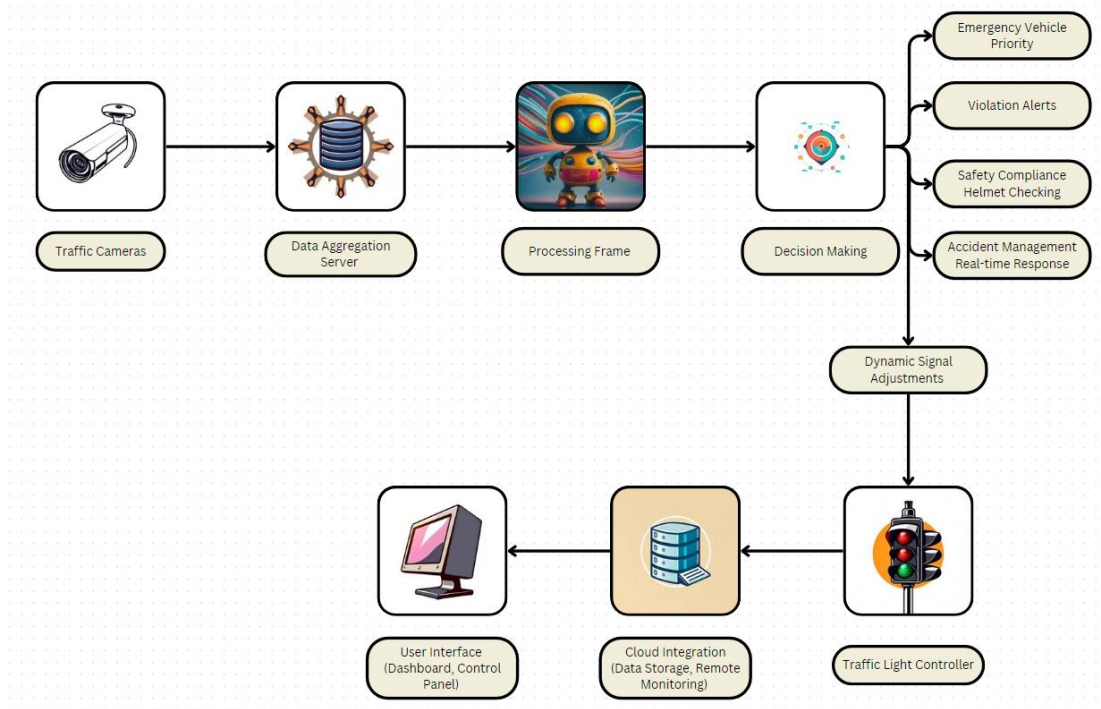 Emergency Vehicle
Priority
Violation Alerts
Safety Compliance
Helmet Checking
Traffic Cameras
Data Aggregation
Server
Processing Frame
Decision Making
Accident Management
Real-time Response
Dynamic Signal
Adjustments
User Interface
(Dashboard, Control
Panel)
Cloud Integration
(Data Storage, Remote
Monitoring)
Traffic Light Controller